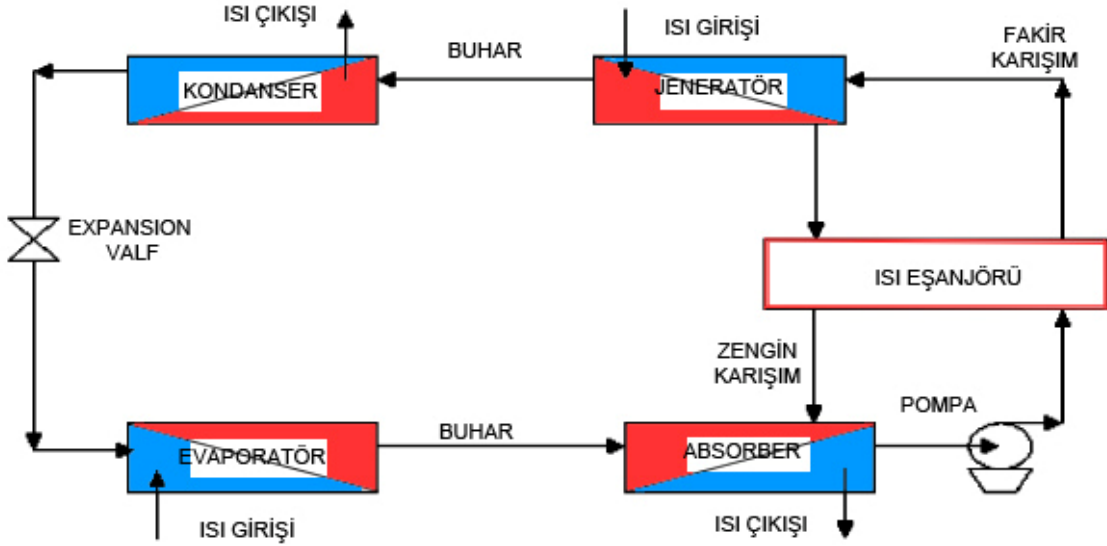 ISI ÇIKIŞI
ISI GİRİŞİ
BUHAR
FAKİR
KARIŞIM
KONDANSER
JENERATÖR
EXPANSION
VALF
ISI EŞANJÖRÜ
ZENGİN
KARIŞIM
POMPA
BUHAR
EVAPORATÖR
ABSORBER
ISI GİRİŞİ
ISI ÇIKIŞI